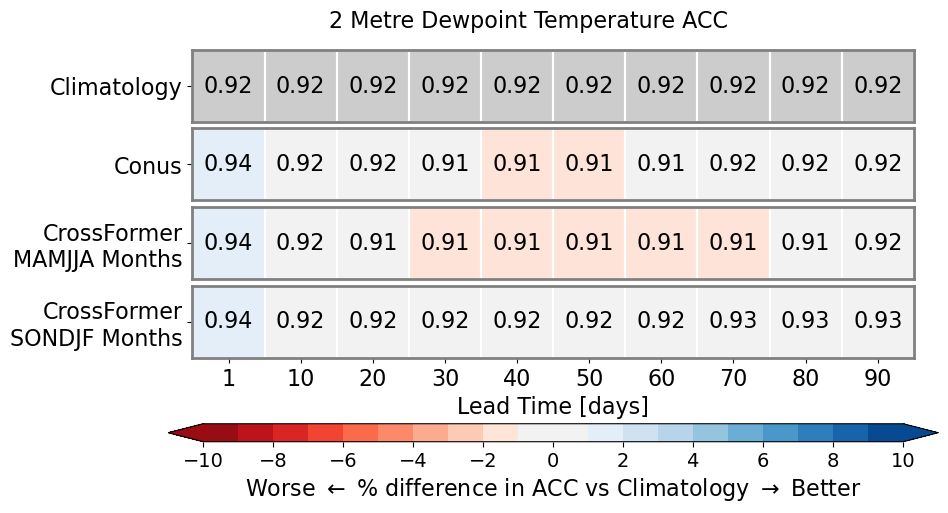 2 Metre Dewpoint Temperature ACC
Climatology 0.92 0.92 0.92 0.92 0.92 0.92 0.92 0.92 0.92 0.92
Conus 0.94 0.92 0.92 0.91 0.91 0.91 0.91 0.92 0.92 0.92
CrossFormer
MAMJJA Months 0.94 0.92 0.91 0.91 0.91 0.91 0.91 0.91 0.91 0.92
CrossFormer
SONDJF Months 0.94 0.92 0.92 0.92 0.92 0.92 0.92 0.93 0.93 0.93
1 10 20 30 40 50 60 70 80 90
Lead Time [days]
−10 −8 −6 −4 −2 0 2 4 6 8 10
Worse ← % difference in ACC vs Climatology → Better